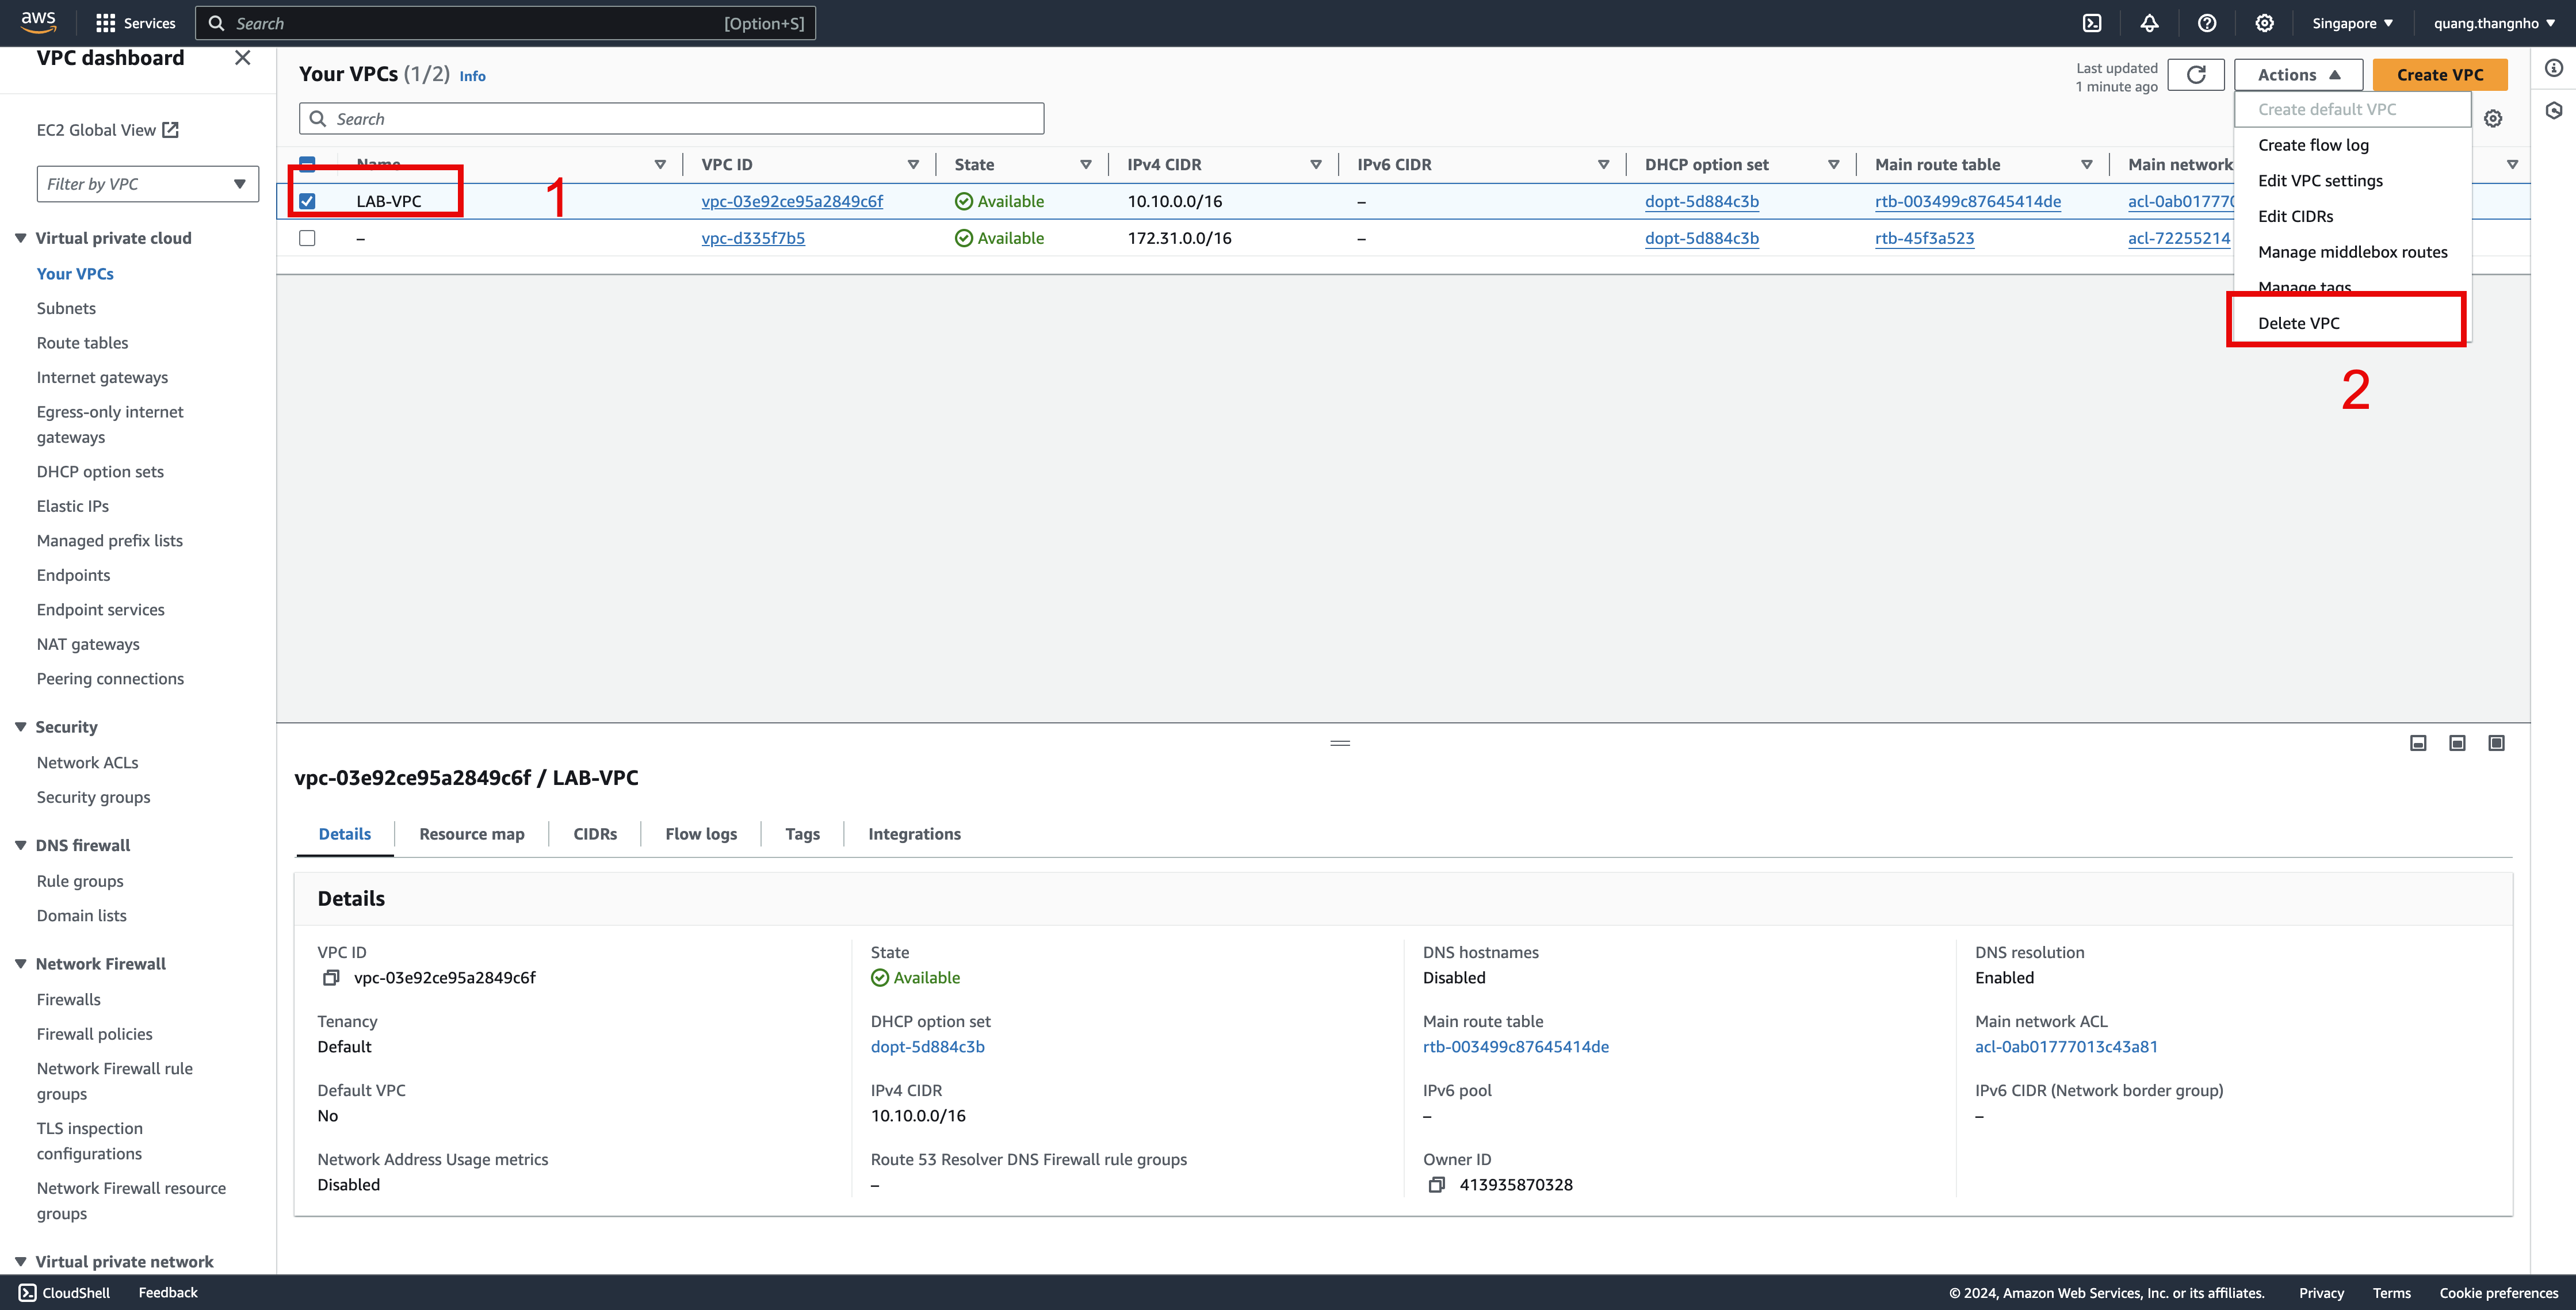 aws
Services
Search
[Option+S]
Singapore
quang.thangnho
VPC dashboard
EC2 Global View
Filter by VPC
Virtual private cloud
Your VPCs
Subnets
Route tables
Internet gateways
Egress-only internet
gateways
DHCP option sets
Elastic IPs
Managed prefix lists
Endpoints
Endpoint services
NAT gateways
Peering connections
Security
Network ACLs
Security groups
DNS firewall
Rule groups
Domain lists
Network Firewall
Firewalls
Firewall policies
Network Firewall rule
groups
TLS inspection
configurations
Network Firewall resource
groups
Virtual private network
Your VPCs (1/2) Info
Last updated
1 minute ago
Actions
Create VPC
Search
Create default VPC
Create flow log
Edit VPC settings
Edit CIDRs
Manage middlebox routes
Manage tags
Delete VPC
2
Name VPC ID State IPv4 CIDR IPv6 CIDR DHCP option set Main route table Main network
LAB-VPC 1 vpc-03e92ce95a2849c6f Available 10.10.0.0/16 – dopt-5d884c3b rtb-003499c87645414de acl-0ab017770
– vpc-d335f7b5 Available 172.31.0.0/16 – dopt-5d884c3b rtb-45f3a523 acl-72255214
vpc-03e92ce95a2849c6f / LAB-VPC
Details Resource map CIDRs Flow logs Tags Integrations
Details
VPC ID
vpc-03e92ce95a2849c6f
State
Available
DNS hostnames
Disabled
DNS resolution
Enabled
Tenancy
Default
DHCP option set
dopt-5d884c3b
Main route table
rtb-003499c87645414de
Main network ACL
acl-0ab01777013c43a81
Default VPC
No
IPv4 CIDR
10.10.0.0/16
IPv6 pool
–
IPv6 CIDR (Network border group)
–
Network Address Usage metrics
Disabled
Route 53 Resolver DNS Firewall rule groups
–
Owner ID
413935870328
CloudShell
Feedback
© 2024, Amazon Web Services, Inc. or its affiliates.
Privacy
Terms
Cookie preferences